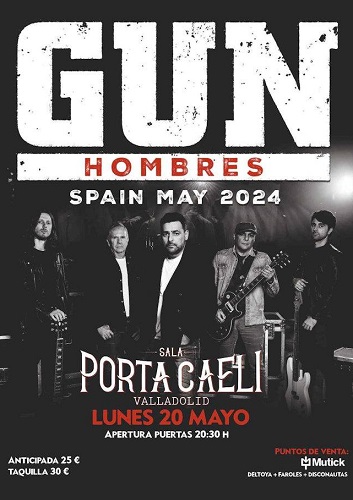 GUN
HOMBRES
SPAIN MAY 2024
SALA
PORTA CAELI
VALLADOLID
LUNES 20 MAYO
APERTURA PUERTAS 20:30 H
ANTICIPADA 25 €
TAQUILLA 30 €
PUNTOS DE VENTA:
Mutick
DELTOYA + FAROLES + DISCONAUTAS